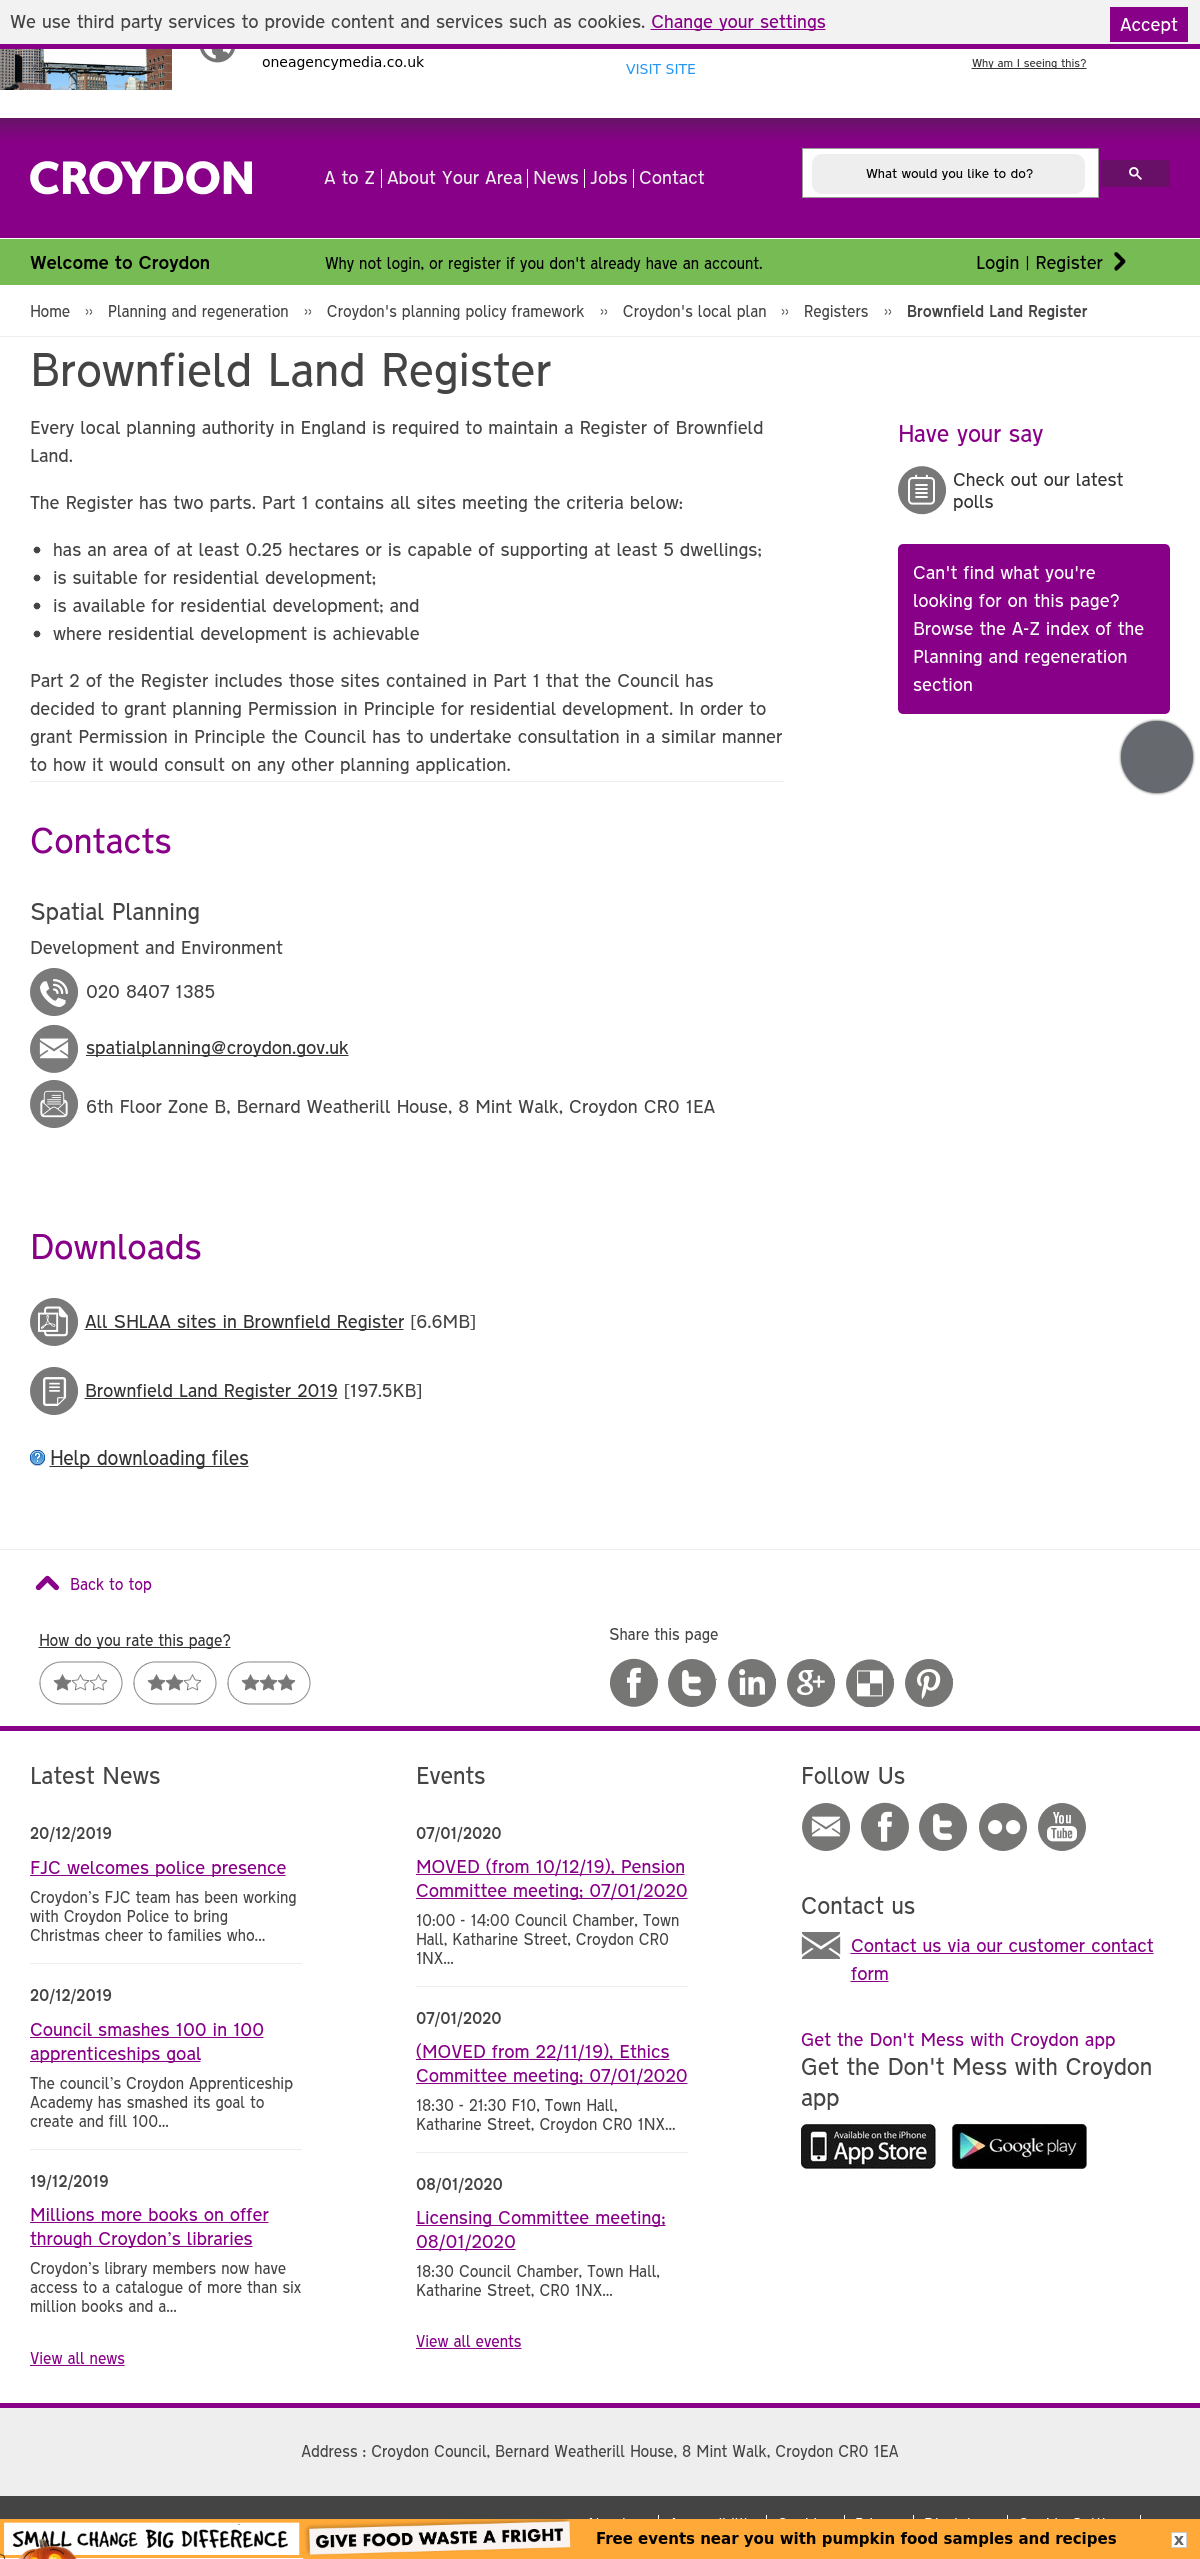 We use third party services to provide content and services such as cookies. Change your settings
Accept
oneagencymedia.co.uk
VISIT SITE
Why am I seeing this?
CROYDON
A to Z | About Your Area | News | Jobs | Contact
What would you like to do?
Welcome to Croydon
Why not login, or register if you don't already have an account.
Login | Register
Home » Planning and regeneration » Croydon's planning policy framework » Croydon's local plan » Registers » Brownfield Land Register
Brownfield Land Register
Every local planning authority in England is required to maintain a Register of Brownfield
Land.
The Register has two parts. Part 1 contains all sites meeting the criteria below:
• has an area of at least 0.25 hectares or is capable of supporting at least 5 dwellings;
• is suitable for residential development;
• is available for residential development; and
• where residential development is achievable
Part 2 of the Register includes those sites contained in Part 1 that the Council has
decided to grant planning Permission in Principle for residential development. In order to
grant Permission in Principle the Council has to undertake consultation in a similar manner
to how it would consult on any other planning application.
Have your say
Check out our latest
polls
Can't find what you're
looking for on this page?
Browse the A-Z index of the
Planning and regeneration
section
Contacts
Spatial Planning
Development and Environment
020 8407 1385
spatialplanning@croydon.gov.uk
6th Floor Zone B, Bernard Weatherill House, 8 Mint Walk, Croydon CR0 1EA
Downloads
All SHLAA sites in Brownfield Register [6.6MB]
Brownfield Land Register 2019 [197.5KB]
Help downloading files
Back to top
How do you rate this page?
Share this page
Latest News
20/12/2019
FJC welcomes police presence
Croydon’s FJC team has been working
with Croydon Police to bring
Christmas cheer to families who...
20/12/2019
Council smashes 100 in 100
apprenticeships goal
The council’s Croydon Apprenticeship
Academy has smashed its goal to
create and fill 100...
19/12/2019
Millions more books on offer
through Croydon’s libraries
Croydon’s library members now have
access to a catalogue of more than six
million books and a...
View all news
Events
07/01/2020
MOVED (from 10/12/19), Pension
Committee meeting; 07/01/2020
10:00 - 14:00 Council Chamber, Town
Hall, Katharine Street, Croydon CR0
1NX...
07/01/2020
(MOVED from 22/11/19), Ethics
Committee meeting; 07/01/2020
18:30 - 21:30 F10, Town Hall,
Katharine Street, Croydon CR0 1NX...
08/01/2020
Licensing Committee meeting;
08/01/2020
18:30 Council Chamber, Town Hall,
Katharine Street, CR0 1NX...
View all events
Follow Us
You
Tube
Contact us
Contact us via our customer contact
form
Get the Don't Mess with Croydon app
Get the Don't Mess with Croydon
app
Available on the iPhone
App Store
Google play
Address : Croydon Council, Bernard Weatherill House, 8 Mint Walk, Croydon CR0 1EA
SMALL CHANGE BIG DIFFERENCE
GIVE FOOD WASTE A FRIGHT
Free events near you with pumpkin food samples and recipes
X